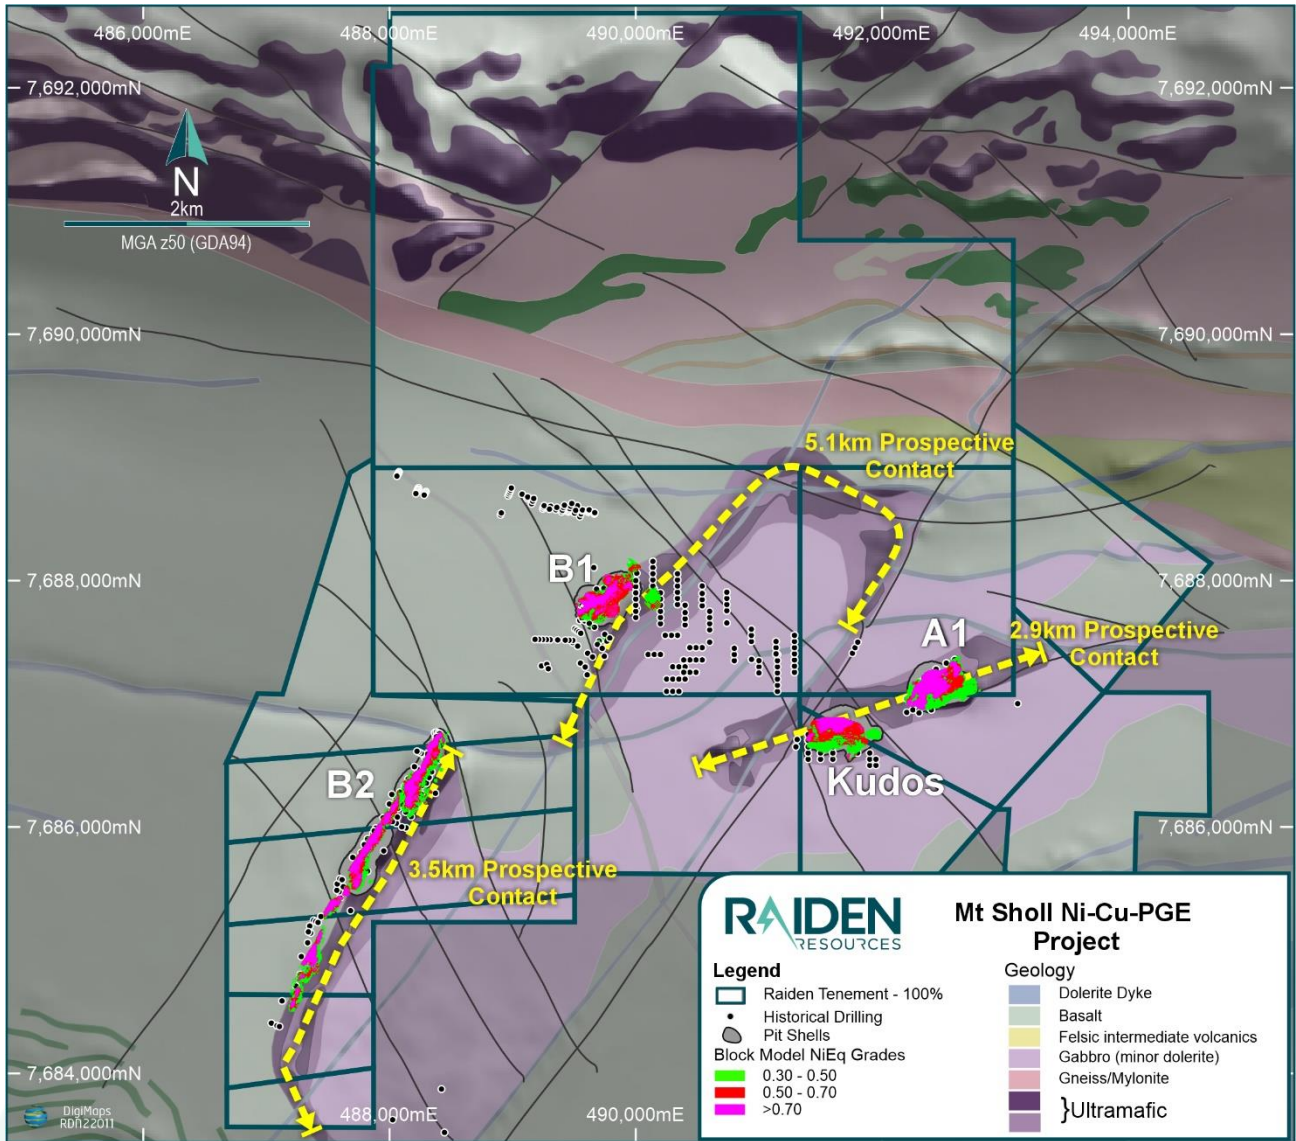 486,000mE
488,000mE
490,000mE
492,000mE
494,000mE
7,692,000mN
7,692,000mN
N
2km
MGA z50 (GDA94)
7,690,000mN
7,690,000mN
5.1km Prospective
Contact
B1
7,688,000mN
7,688,000mN
A1
2.9km Prospective
Contact
B2
Kudos
7,686,000mN
7,686,000mN
3.5km Prospective
Contact
7,684,000mN
488,000mE
490,000mE
DigiMaps
RDn22011
RAIDEN
RESOURCES
Mt Sholl Ni-Cu-PGE
Project
Legend
Raiden Tenement - 100%
Historical Drilling
Pit Shells
Block Model NiEq Grades
0.30 - 0.50
0.50 - 0.70
>0.70
Geology
Dolerite Dyke
Basalt
Felsic intermediate volcanics
Gabbro (minor dolerite)
Gneiss/Mylonite
}Ultramafic